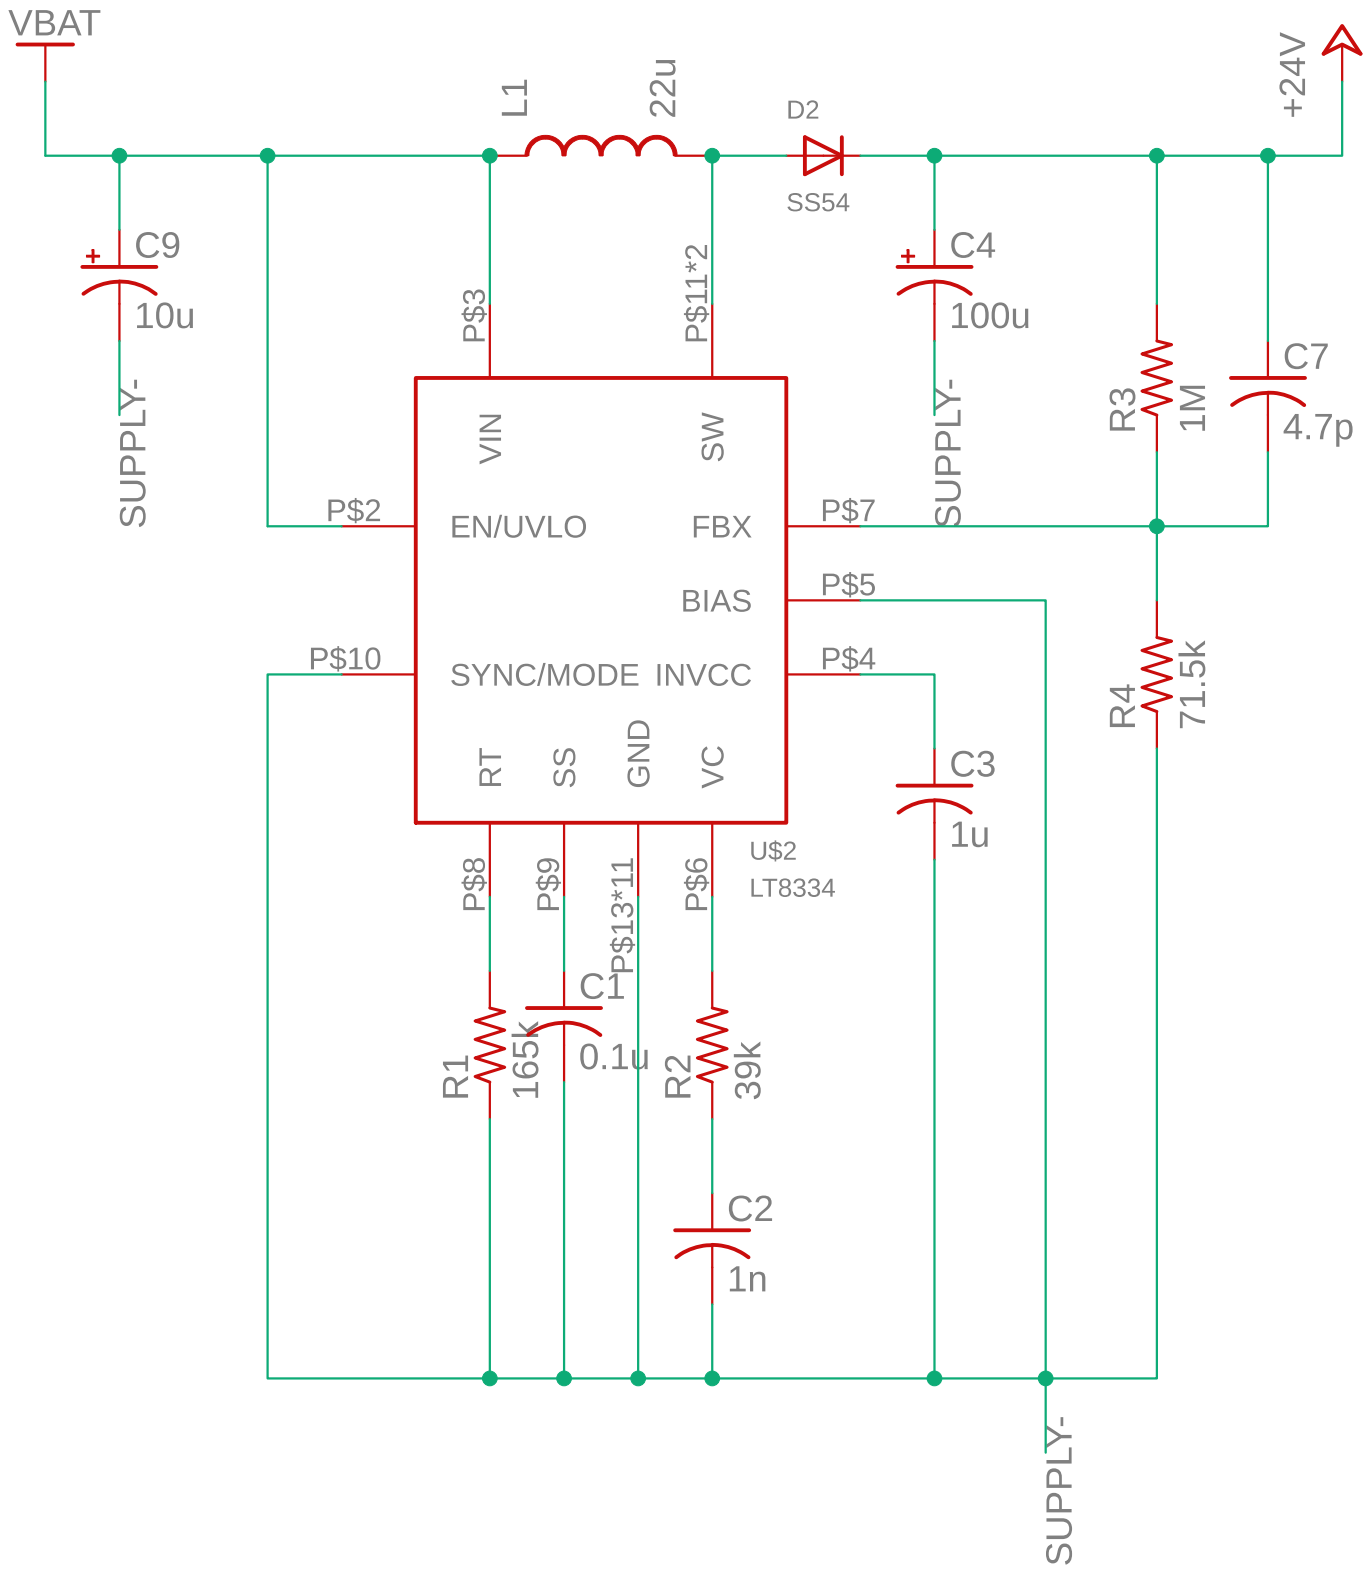 VBAT
L1
22u
D2
SS54
+24V
C9
10u
SUPPLY-
P$3
P$11*2
C4
100u
SUPPLY-
R3
1M
C7
4.7p
VIN
SW
P$2
EN/UVLO
FBX
P$7
BIAS
P$5
P$10
SYNC/MODE
INVCC
P$4
R4
71.5k
RT
SS
GND
VC
C3
1u
U$2
LT8334
P$8
P$9
P$13*11
P$6
C1
0.1u
R1
165k
R2
39k
C2
1n
SUPPLY-